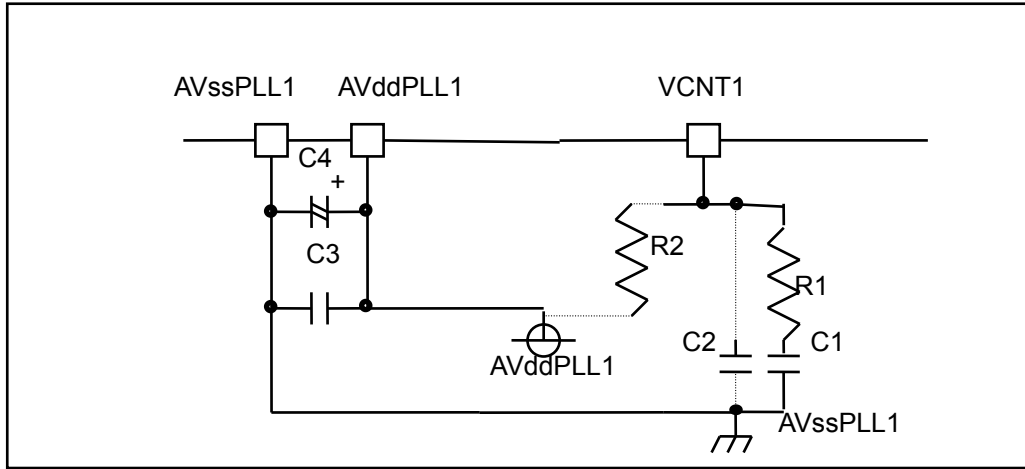 AVssPLL1
AVddPLL1
VCNT1
C4
+
C3
R2
R1
C2
C1
AVddPLL1
AVssPLL1